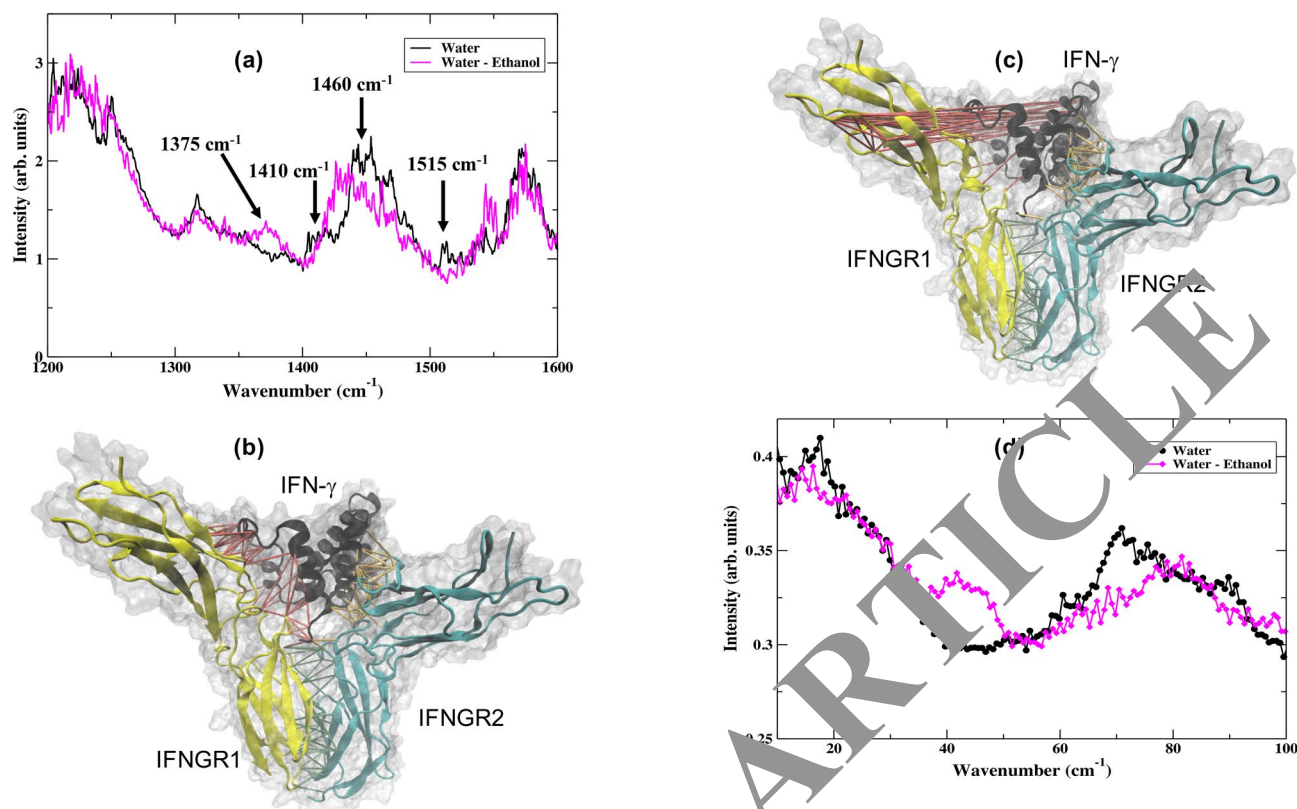 (a)
Water
Water - Ethanol
1460 cm-1
1375 cm-1
1410 cm-1
1515 cm-1
3
2
1
0
Intensity (arb. units)
1200 1300 1400 1500 1600
Wavenumber (cm-1)
(b)
IFN-γ
IFNGR1
IFNGR2
(c)
IFN-γ
IFNGR1
IFNGR2
(d)
Water
Water - Ethanol
0.4
0.35
0.3
0.25
Intensity (arb. units)
20 40 60 80 100
Wavenumber (cm-1)
ARTICLE